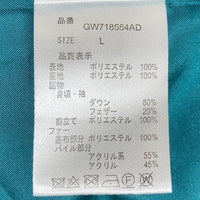 品番 GW718554AD
SIZE L
品質表示
表地 ポリエステル 100%
裏地 ポリエステル 100%
詰物
身頃・袖
ダウン 80%
フェザー 20%
前立て ポリエステル 100%
ファー
基布部分 ポリエステル 100%
パイル部分
アクリル系 55%
アクリル 45%